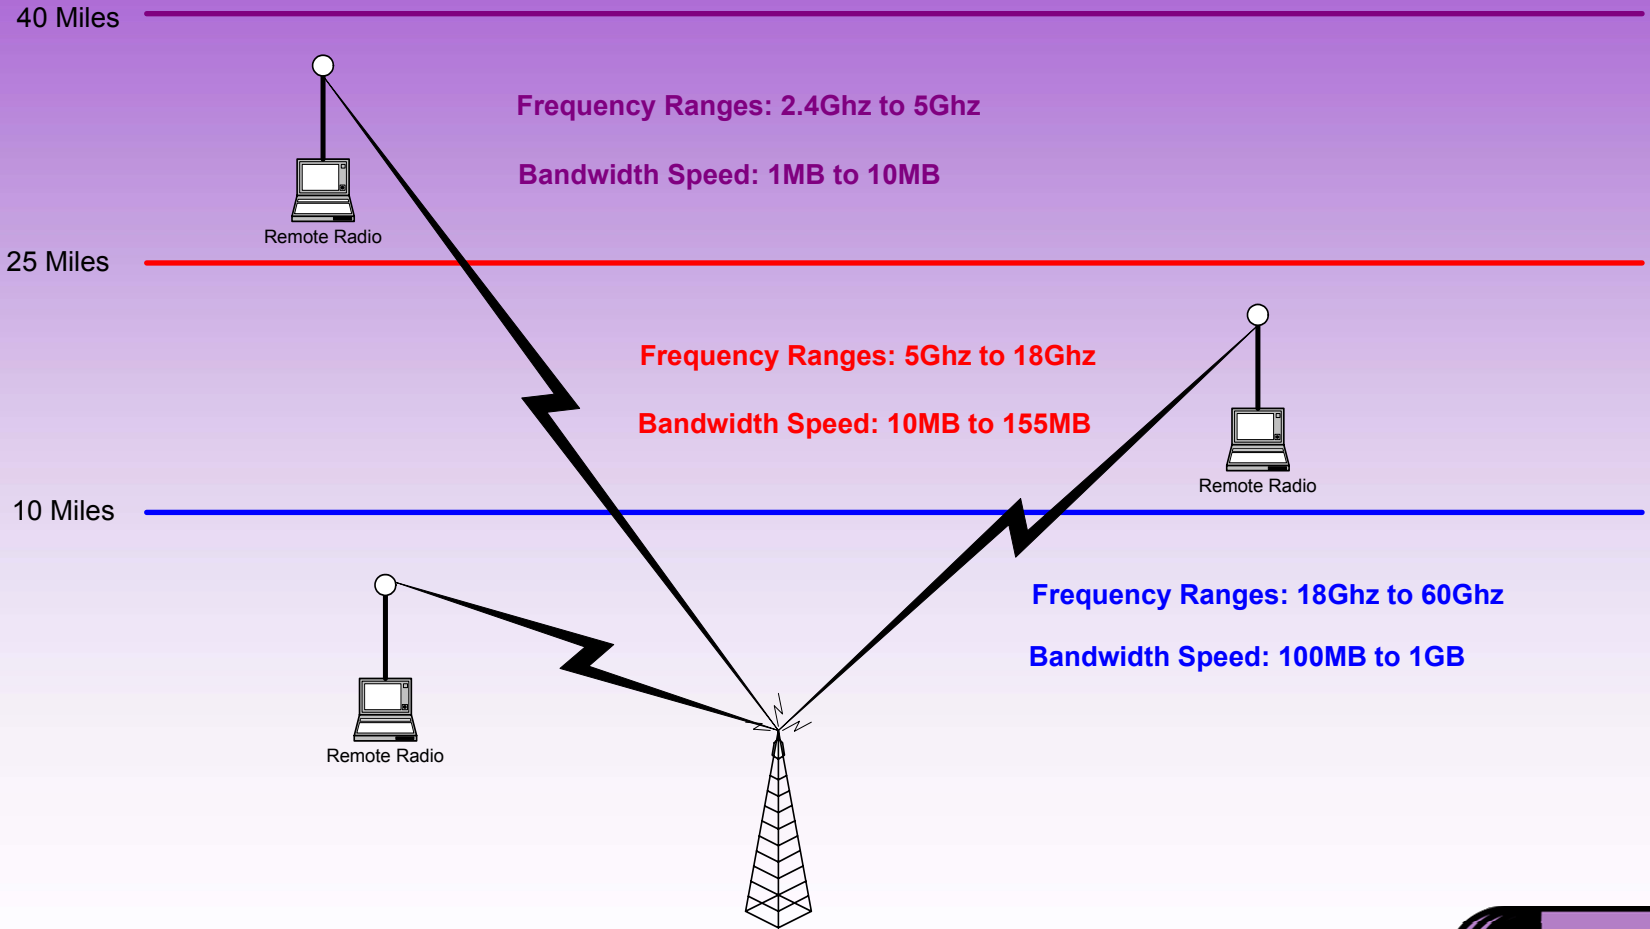 40 Miles
Frequency Ranges: 2.4Ghz to 5Ghz
Bandwidth Speed: 1MB to 10MB
Remote Radio
25 Miles
Frequency Ranges: 5Ghz to 18Ghz
Bandwidth Speed: 10MB to 155MB
Remote Radio
10 Miles
Frequency Ranges: 18Ghz to 60Ghz
Bandwidth Speed: 100MB to 1GB
Remote Radio